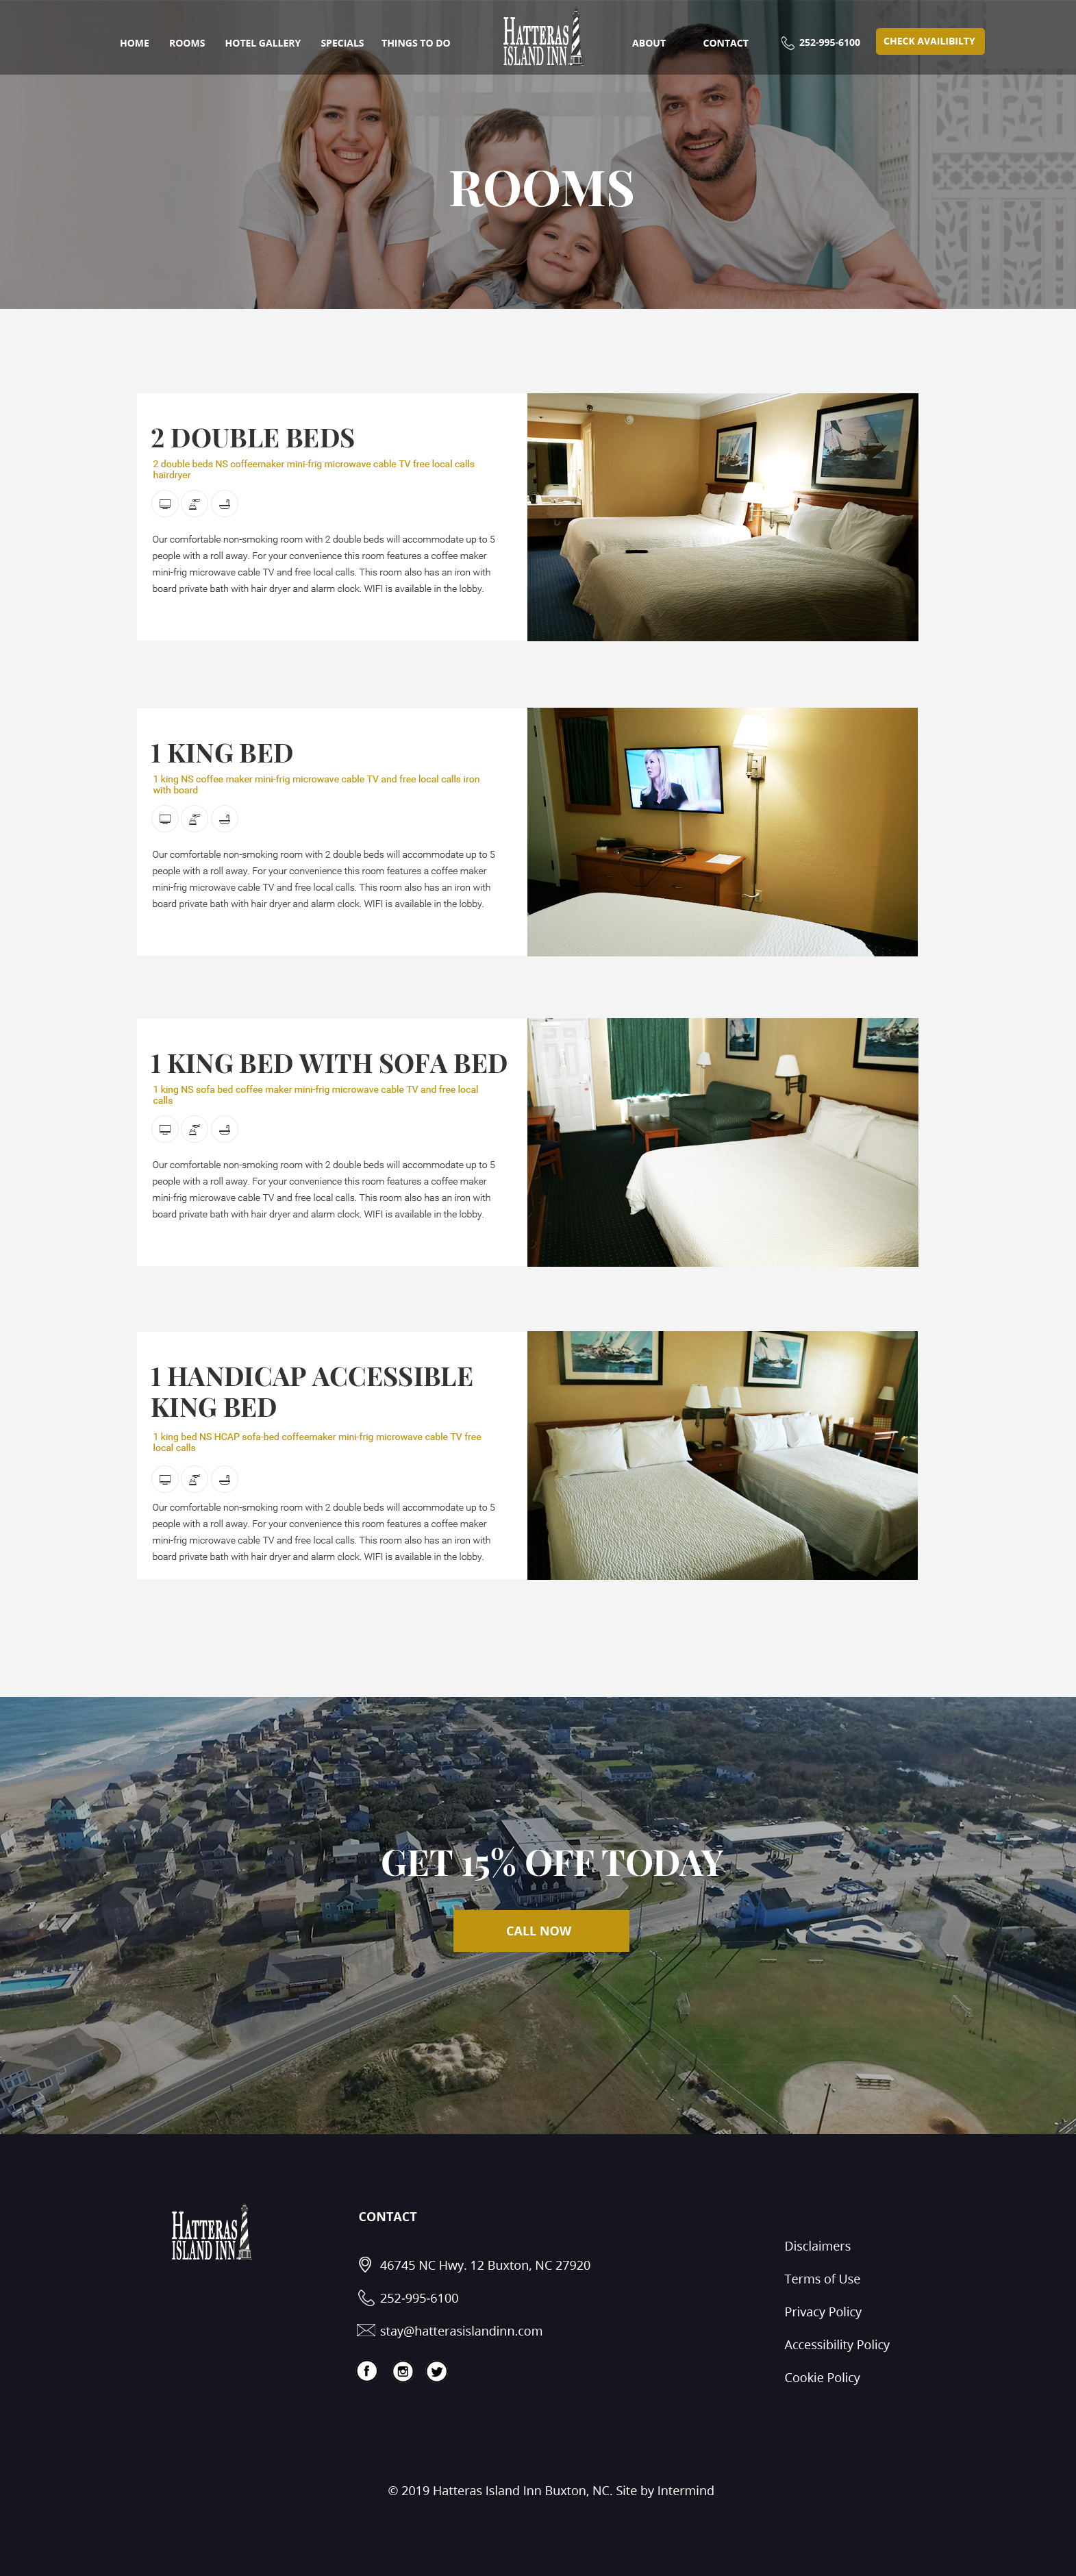 HOME ROOMS HOTEL GALLERY SPECIALS THINGS TO DO
HATTERAS
ISLAND INN
ABOUT CONTACT 252-995-6100 CHECK AVAILIBILTY
ROOMS
2 DOUBLE BEDS
2 double beds NS coffeemaker mini-frig microwave cable TV free local calls
hairdryer
Our comfortable non-smoking room with 2 double beds will accommodate up to 5
people with a roll away. For your convenience this room features a coffee maker
mini-frig microwave cable TV and free local calls. This room also has an iron with
board private bath with hair dryer and alarm clock. WIFI is available in the lobby.
1 KING BED
1 king NS coffee maker mini-frig microwave cable TV and free local calls iron
with board
Our comfortable non-smoking room with 2 double beds will accommodate up to 5
people with a roll away. For your convenience this room features a coffee maker
mini-frig microwave cable TV and free local calls. This room also has an iron with
board private bath with hair dryer and alarm clock. WIFI is available in the lobby.
1 KING BED WITH SOFA BED
1 king NS sofa bed coffee maker mini-frig microwave cable TV and free local
calls
Our comfortable non-smoking room with 2 double beds will accommodate up to 5
people with a roll away. For your convenience this room features a coffee maker
mini-frig microwave cable TV and free local calls. This room also has an iron with
board private bath with hair dryer and alarm clock. WIFI is available in the lobby.
1 HANDICAP ACCESSIBLE
KING BED
1 king bed NS HCAP sofa-bed coffeemaker mini-frig microwave cable TV free
local calls
Our comfortable non-smoking room with 2 double beds will accommodate up to 5
people with a roll away. For your convenience this room features a coffee maker
mini-frig microwave cable TV and free local calls. This room also has an iron with
board private bath with hair dryer and alarm clock. WIFI is available in the lobby.
GET 15% OFF TODAY
CALL NOW
HATTERAS
ISLAND INN
CONTACT
46745 NC Hwy. 12 Buxton, NC 27920
252-995-6100
stay@hatterasislandinn.com
Disclaimers
Terms of Use
Privacy Policy
Accessibility Policy
Cookie Policy
© 2019 Hatteras Island Inn Buxton, NC. Site by Intermind